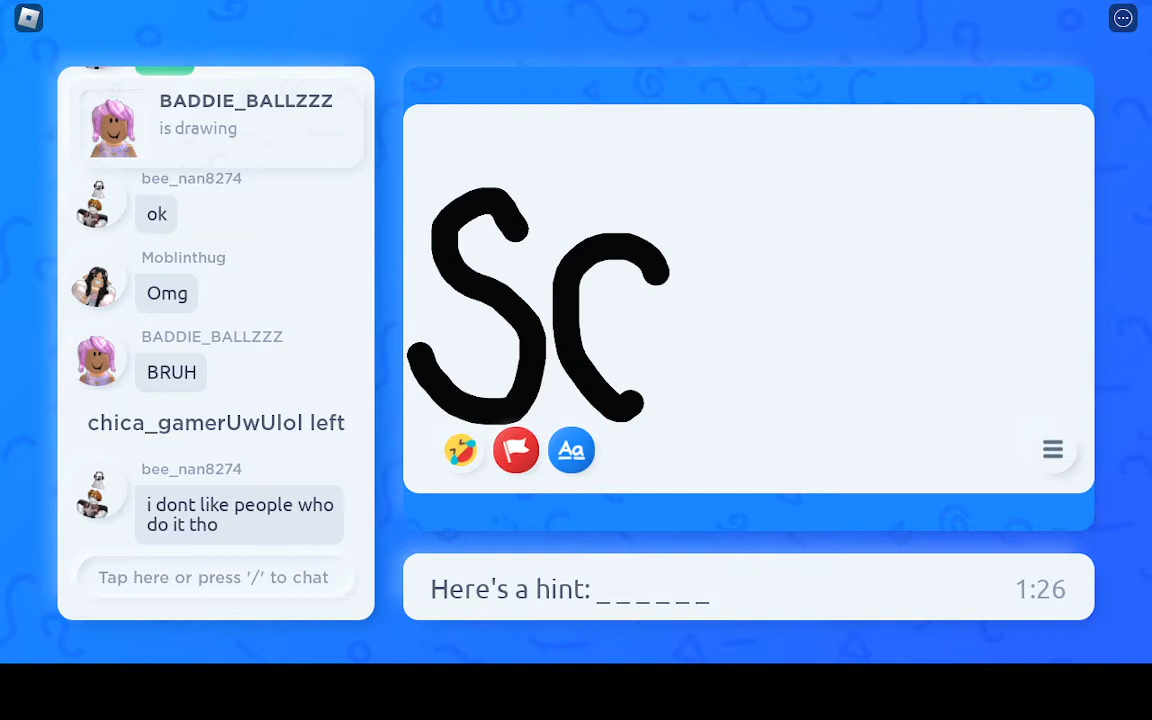 BADDIE_BALLZZZ
is drawing
bee_nan8274
ok
Moblinthug
Omg
BADDIE_BALLZZZ
BRUH
chica_gamerUwUlol left
bee_nan8274
i dont like people who
do it tho
Tap here or press '/' to chat
Sc
Aa
Here's a hint: _ _ _ _ _ _
1:26